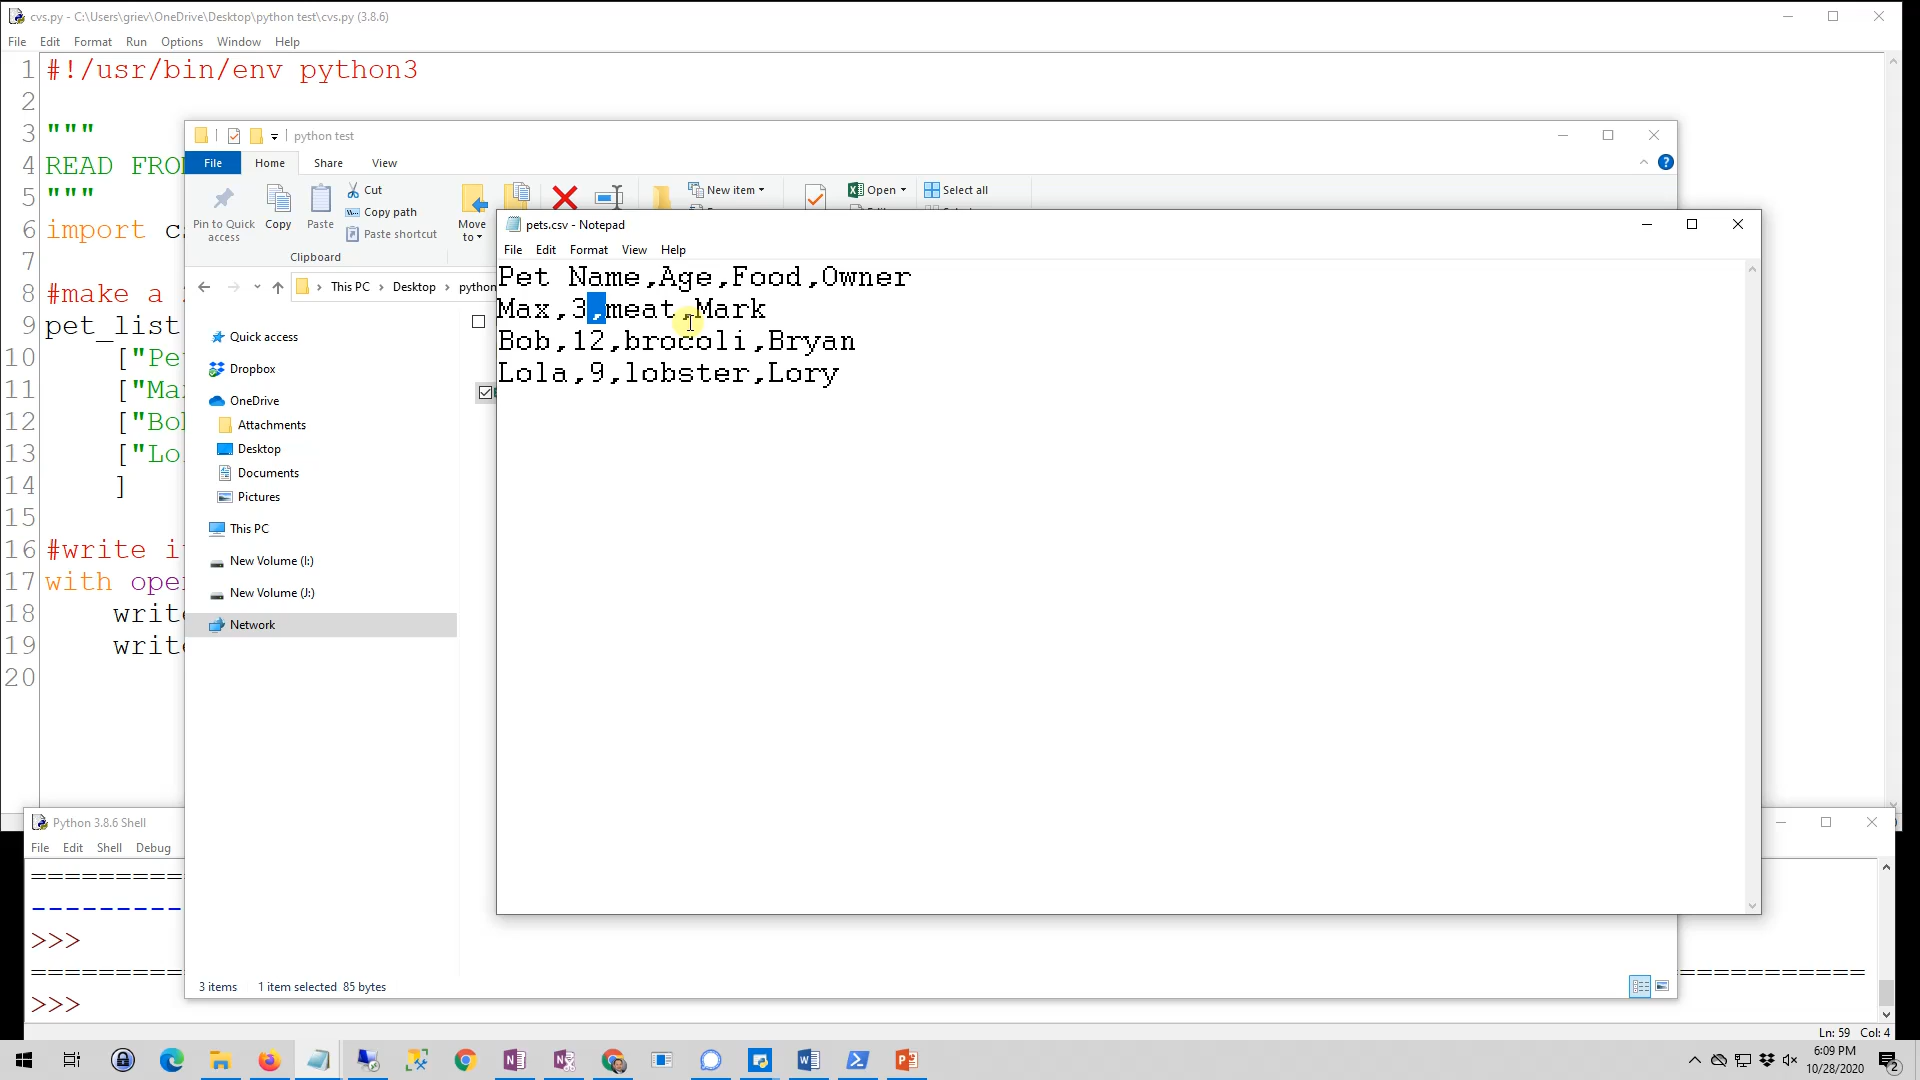 cvs.py - C:\Users\griev\OneDrive\Desktop\python test\cvs.py (3.8.6)
File Edit Format Run Options Window Help
1 #!/usr/bin/env python3
2
3 """
4 READ FRO
5 """
6 import c
7
8 #make a
9 pet_list
10 ["Pe
11 ["Ma
12 ["Bo
13 ["Lo
14 ]
15
16 #write i
17 with ope
18 write
19 write
20
python test
File Home Share View
Pin to Quick access
Copy
Paste
Cut
Copy path
Paste shortcut
Clipboard
Move to
New item
Open
Select all
This PC > Desktop > python
Quick access
Dropbox
OneDrive
Attachments
Desktop
Documents
Pictures
This PC
New Volume (I:)
New Volume (J:)
Network
3 items 1 item selected 85 bytes
pets.csv - Notepad
File Edit Format View Help
Pet Name,Age,Food,Owner
Max,3,meat,Mark
Bob,12,brocoli,Bryan
Lola,9,lobster,Lory
Python 3.8.6 Shell
File Edit Shell Debug
=========
---------
>>>
=========
>>>
Ln: 59 Col: 4
6:09 PM
10/28/2020
2